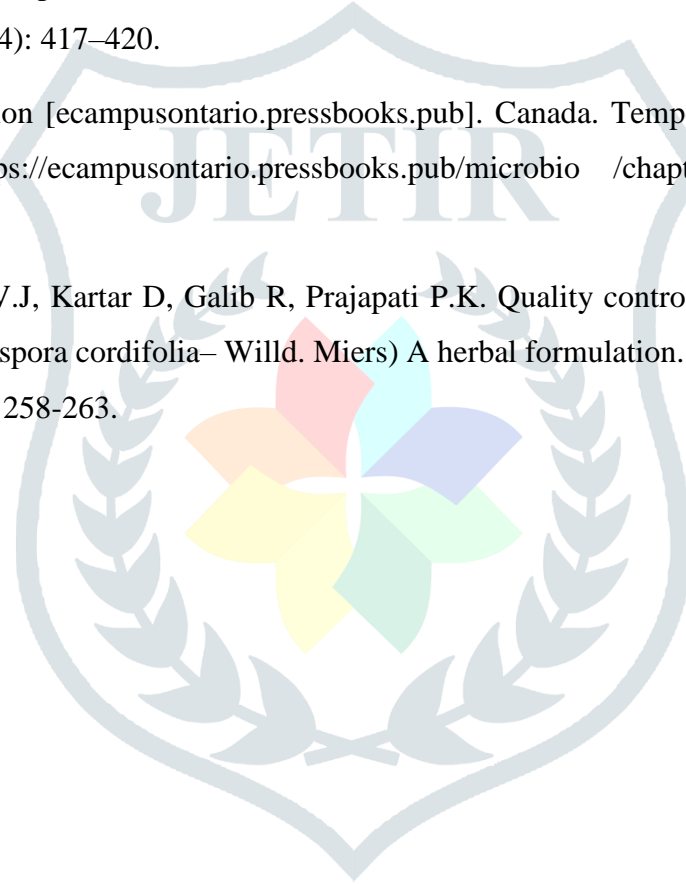 4): 417–420.
ion [ecampusontario.pressbooks.pub]. Canada. Temp
ps://ecampusontario.pressbooks.pub/microbio /chapt
JETIR
V.J, Kartar D, Galib R, Prajapati P.K. Quality contro
spora cordifolia– Willd. Miers) A herbal formulation.
258-263.